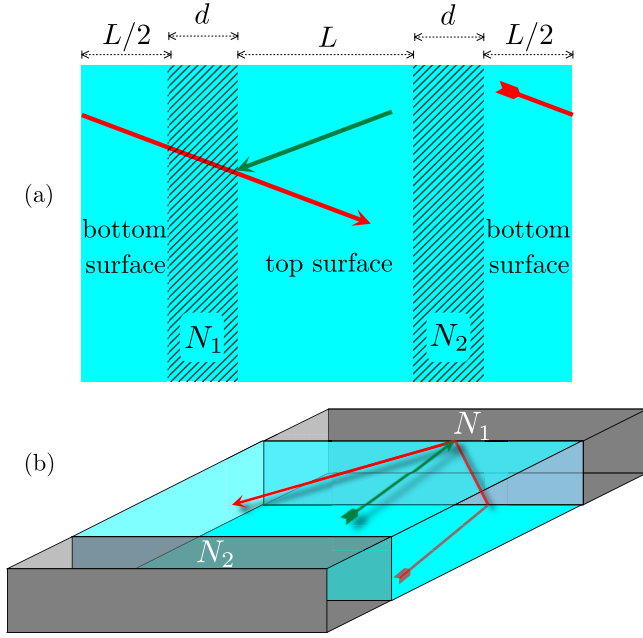 L/2 d L d L/2
(a)
bottom surface
top surface
bottom surface
N₁
N₂
(b)
N₁
N₂